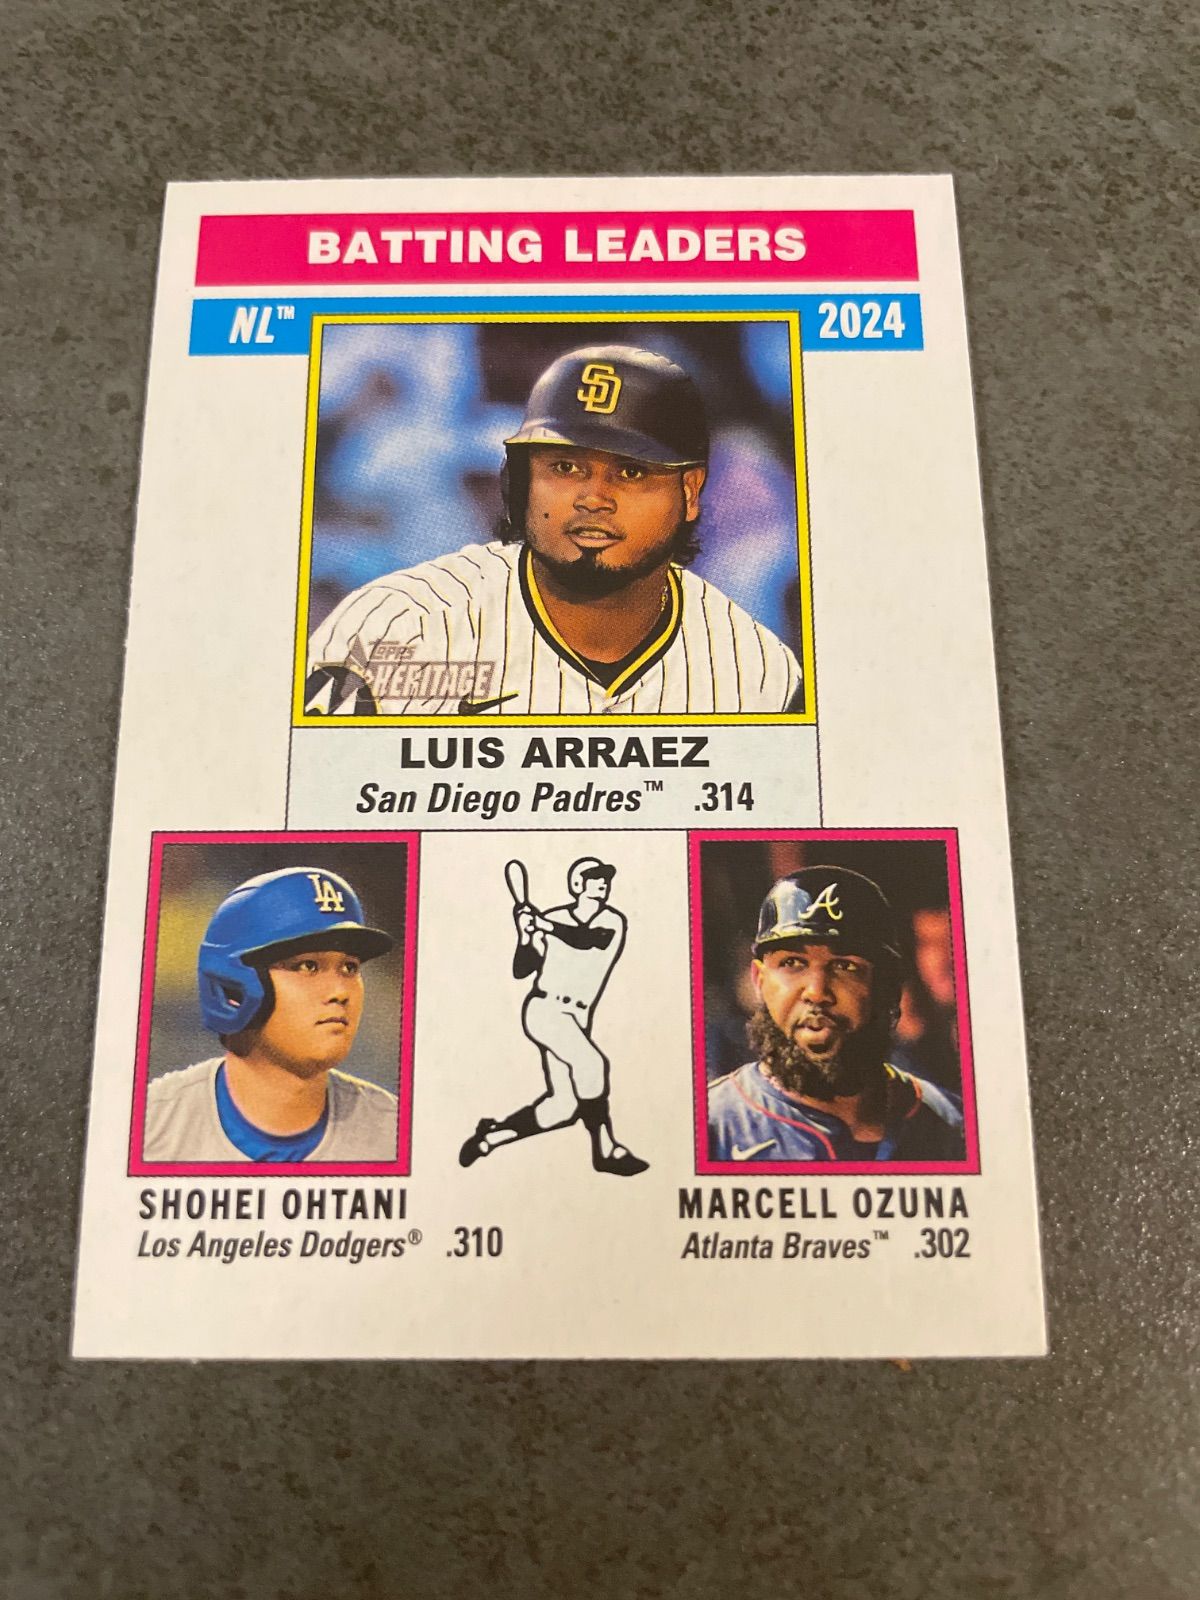 BATTING LEADERS
NL™
2024
SD
TOPPS
HERITAGE
LUIS ARRAEZ
San Diego Padres™ .314
LA
A
SHOHEI OHTANI
MARCELL OZUNA
Los Angeles Dodgers® .310
Atlanta Braves™ .302